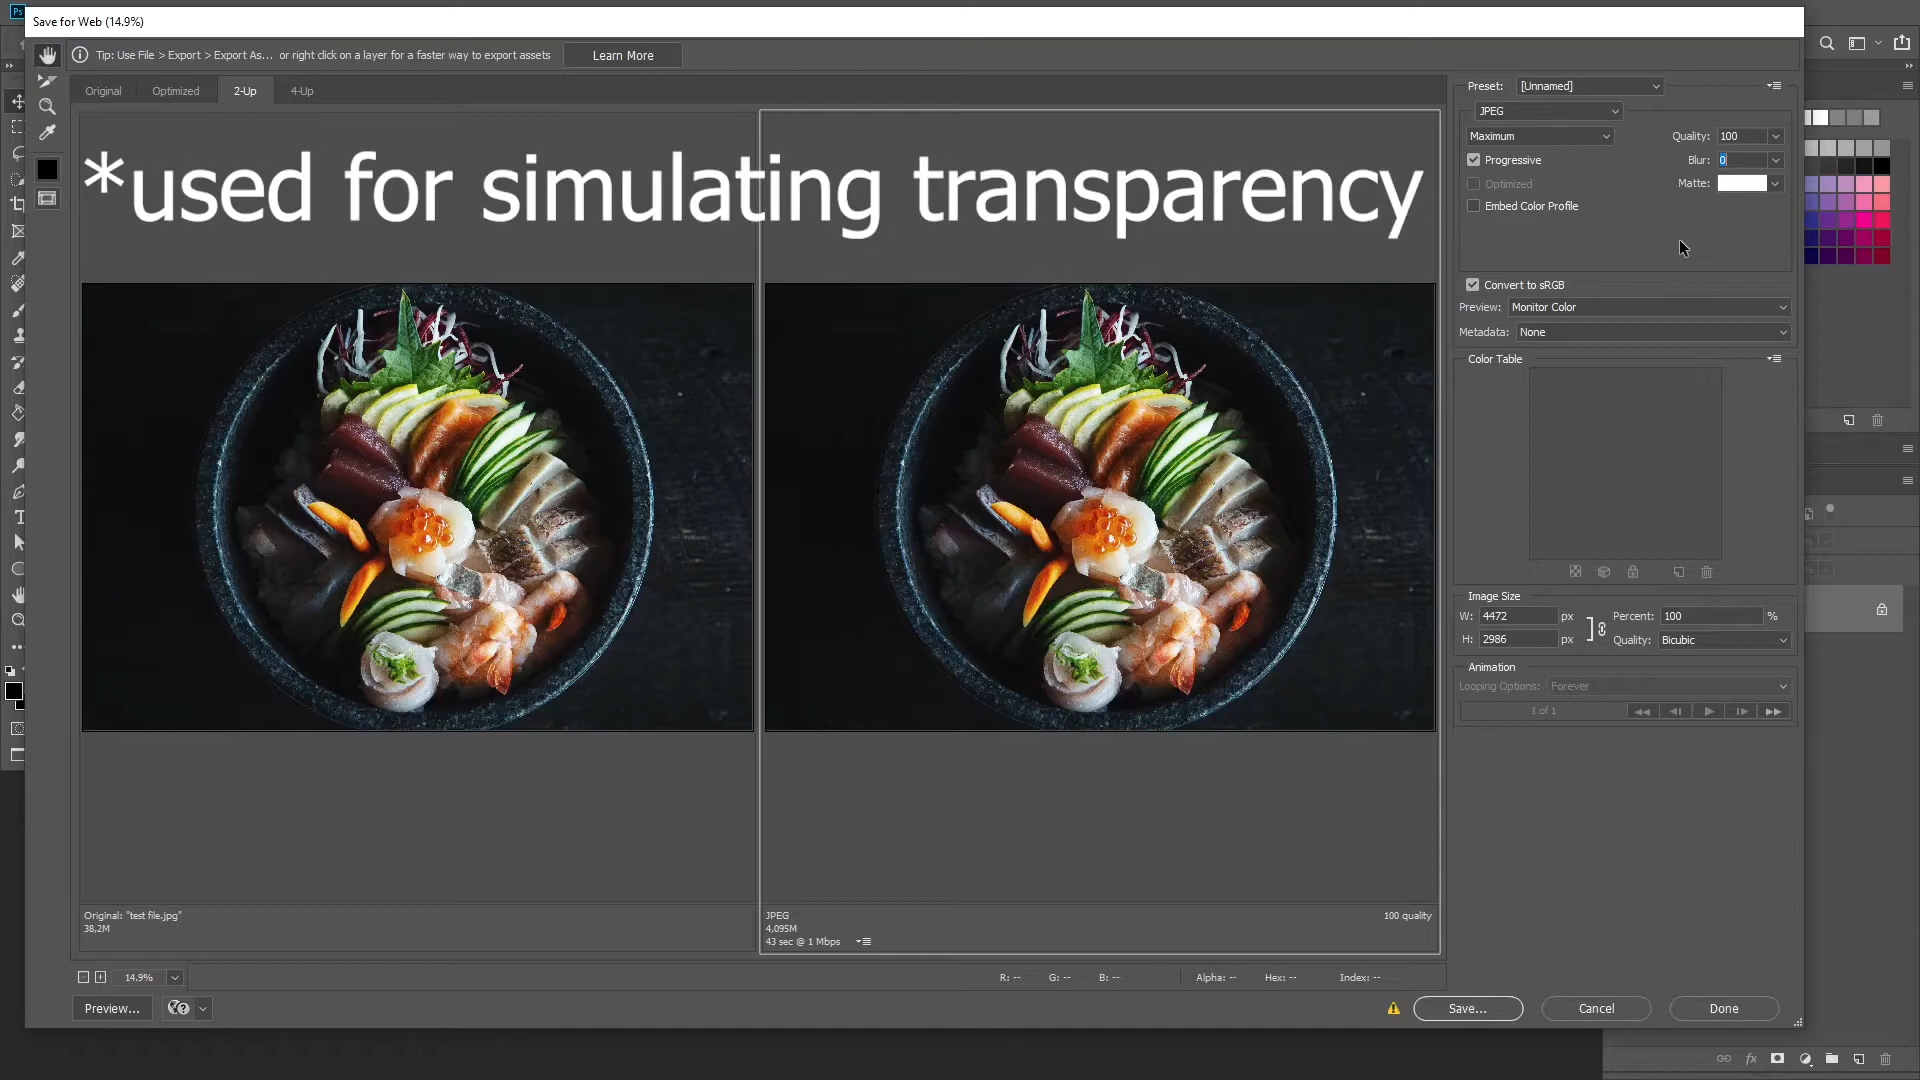 Ps
Save for Web (14.9%)
Tip: Use File > Export > Export As... or right click on a layer for a faster way to export assets
Learn More
Original
Optimized
2-Up
4-Up
*used for simulating transparency
Preset: [Unnamed]
JPEG
Maximum
Quality: 100
Progressive
Blur: 0
Optimized
Matte:
Embed Color Profile
Convert to sRGB
Preview: Monitor Color
Metadata: None
Color Table
Image Size
W: 4472 px
Percent: 100 %
H: 2986 px
Quality: Bicubic
Animation
Looping Options: Forever
1 of 1
Original: "test file.jpg"
38,2M
JPEG
100 quality
4,095M
43 sec @ 1 Mbps
14.9%
R: --
G: --
B: --
Alpha: --
Hex: --
Index: --
Preview...
Save...
Cancel
Done
fx